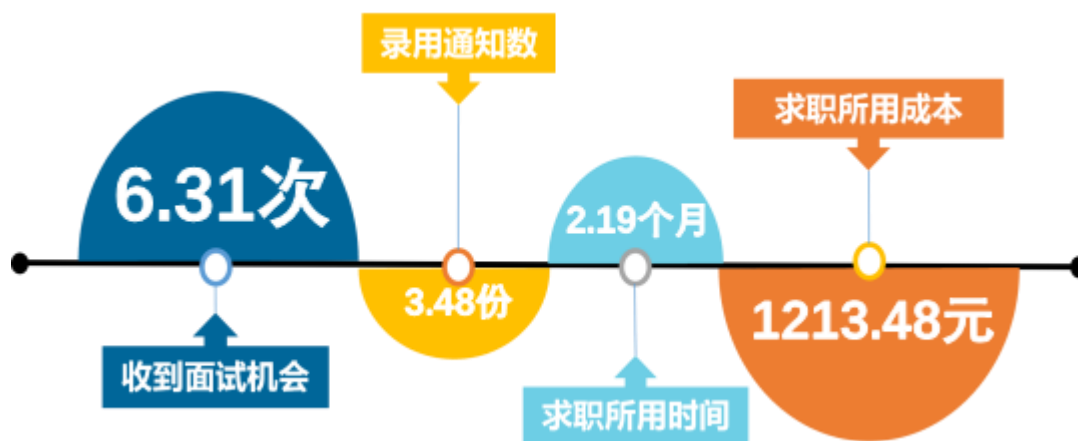 录用通知数
求职所用成本
6.31次
2.19个月
3.48份
1213.48元
收到面试机会
求职所用时间